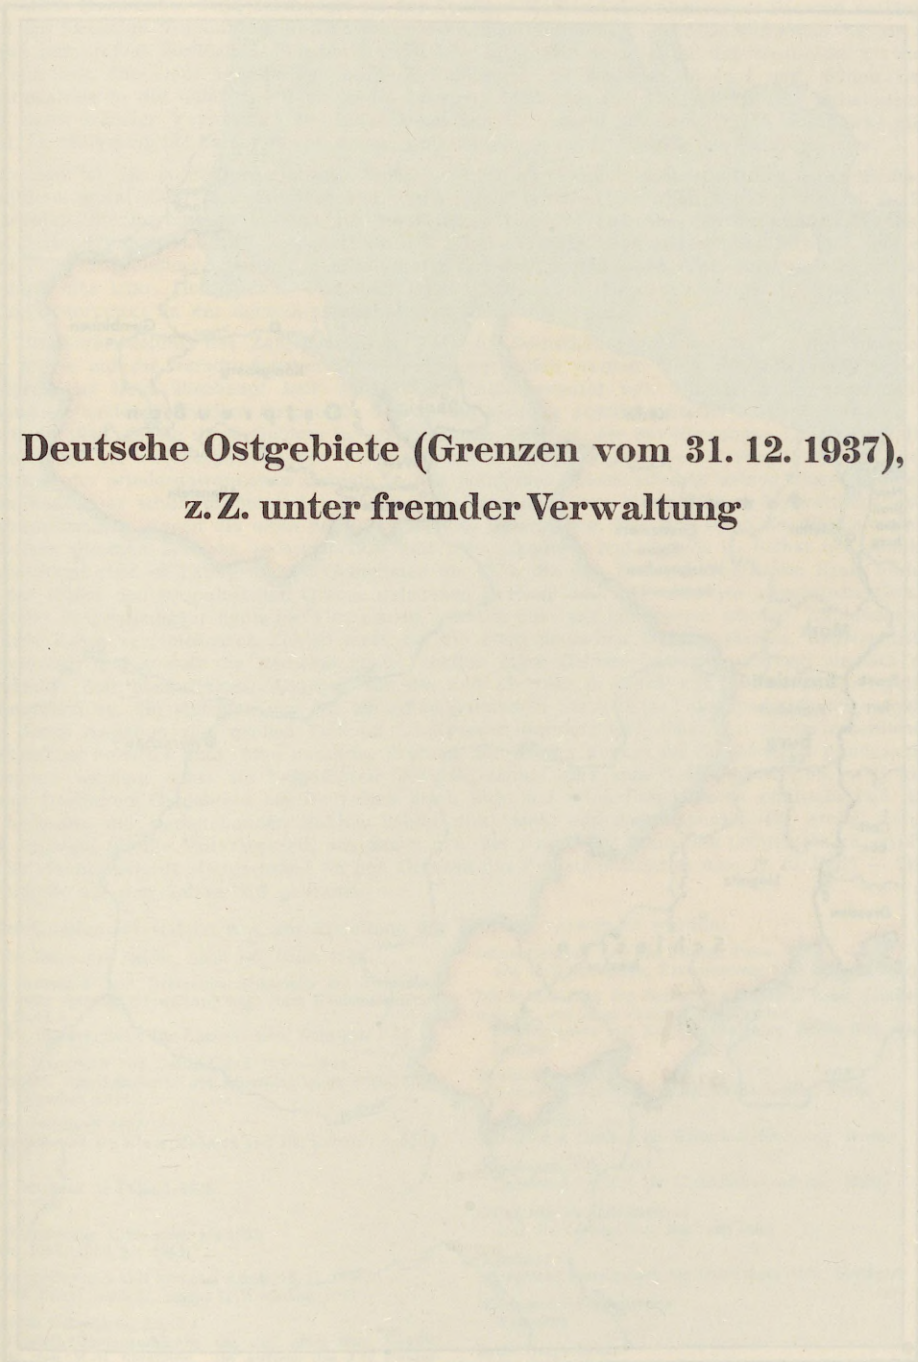 Deutsche Ostgebiete (Grenzen vom 31. 12. 1937),
z. Z. unter fremder Verwaltung